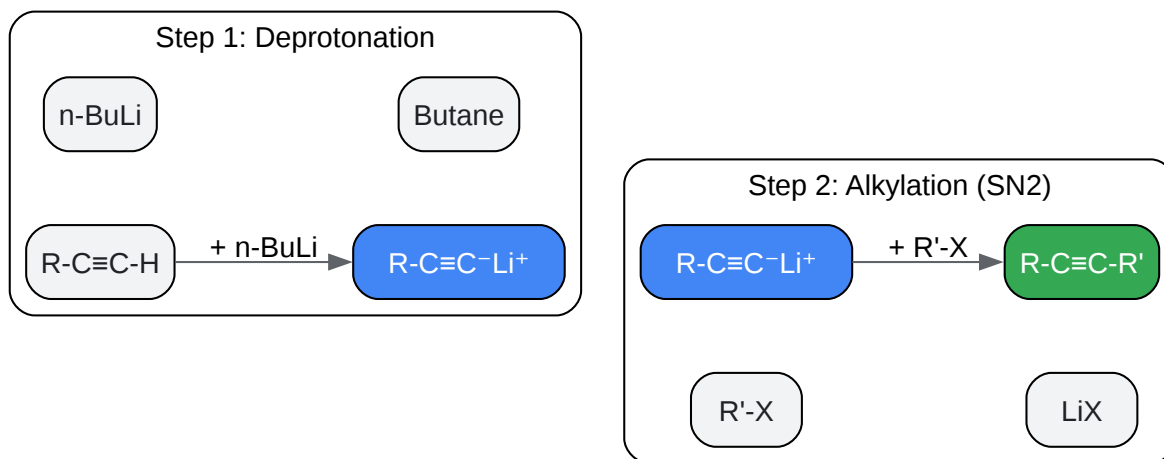 Step 1: Deprotonation
n-BuLi
Butane
R-C≡C-H
+ n-BuLi
R-C≡C⁻Li⁺
Step 2: Alkylation (SN2)
R-C≡C⁻Li⁺
+ R'-X
R-C≡C-R'
R'-X
LiX